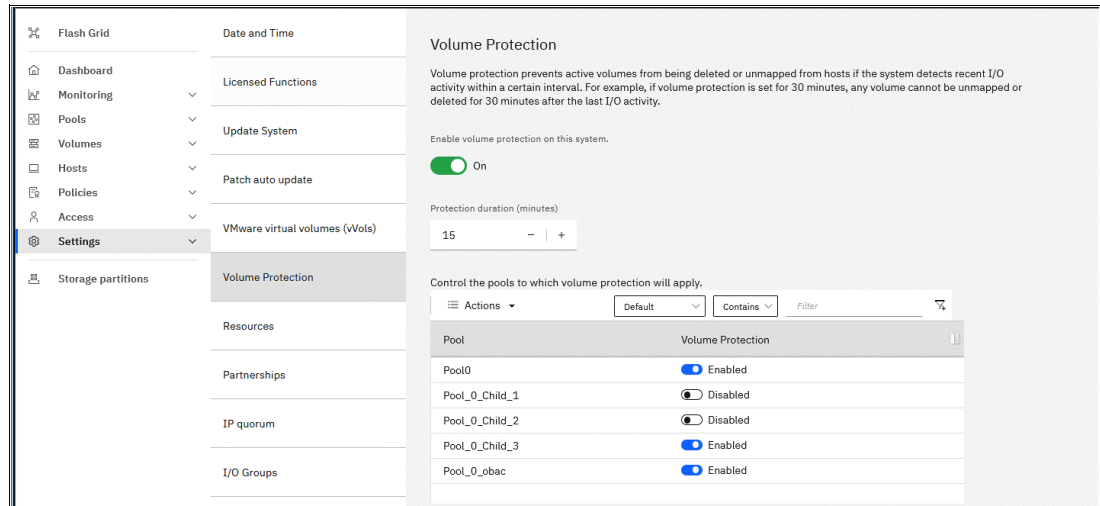 Flash Grid
Dashboard
Monitoring
Pools
Volumes
Hosts
Policies
Access
Settings
Storage partitions
Date and Time
Licensed Functions
Update System
Patch auto update
VMware virtual volumes (vVols)
Volume Protection
Resources
Partnerships
IP quorum
I/O Groups
Volume Protection
Volume protection prevents active volumes from being deleted or unmapped from hosts if the system detects recent I/O
activity within a certain interval. For example, if volume protection is set for 30 minutes, any volume cannot be unmapped or
deleted for 30 minutes after the last I/O activity.
Enable volume protection on this system.
On
Protection duration (minutes)
15 − +
Control the pools to which volume protection will apply.
Actions Default Contains Filter
Pool Volume Protection
Pool0 Enabled
Pool_0_Child_1 Disabled
Pool_0_Child_2 Disabled
Pool_0_Child_3 Enabled
Pool_0_obac Enabled